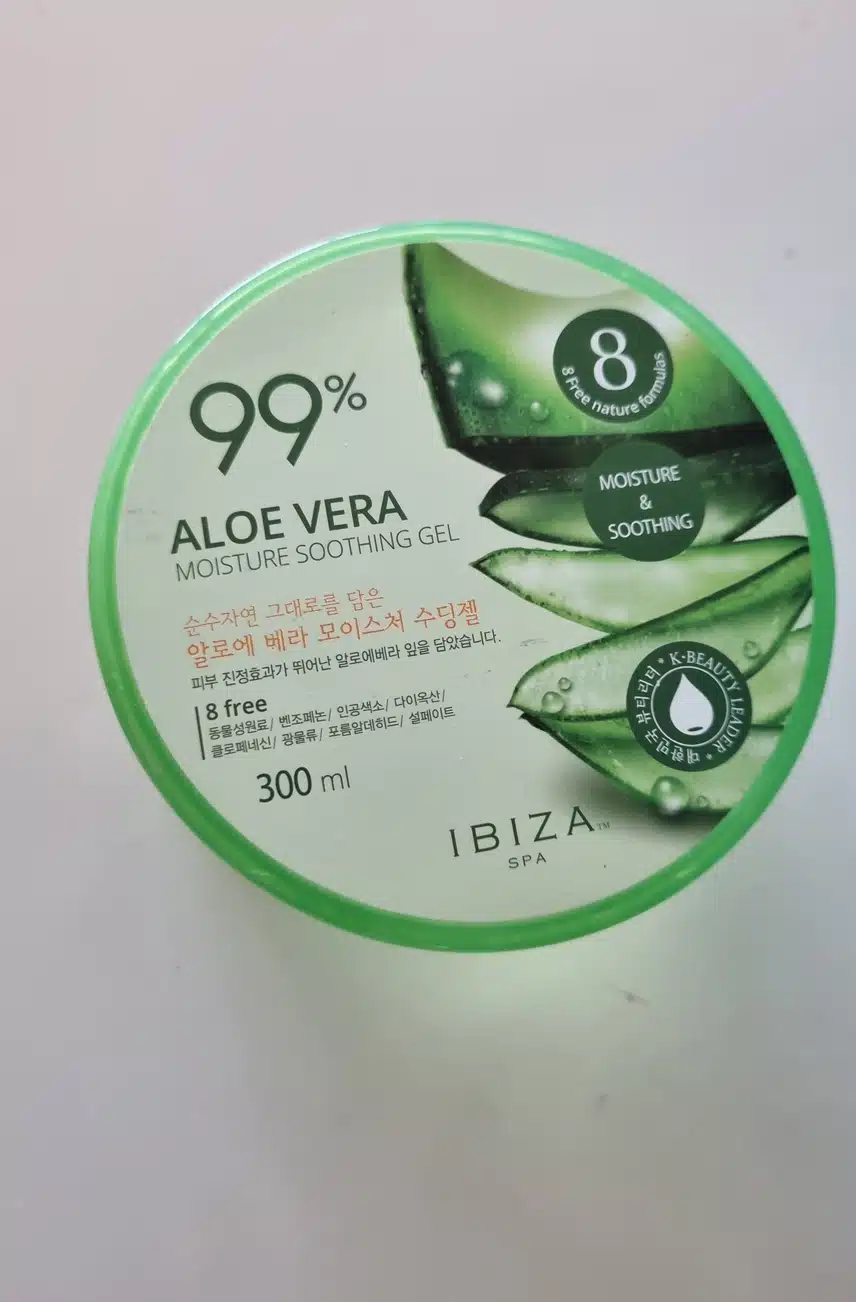 99%
ALOE VERA
MOISTURE SOOTHING GEL
순수자연 그대로를 담은
알로에 베라 모이스처 수딩젤
피부 진정효과가 뛰어난 알로에베라 잎을 담았습니다.
8 free
동물성원료/ 벤조페논/ 인공색소/ 다이옥산/
클로페네신/ 광물류/ 포름알데히드/ 설페이트
300 ml
8
8 Free nature formulas
MOISTURE
&
SOOTHING
K-BEAUTY LEADER
대한민국 뷰티리더
IBIZA™
SPA